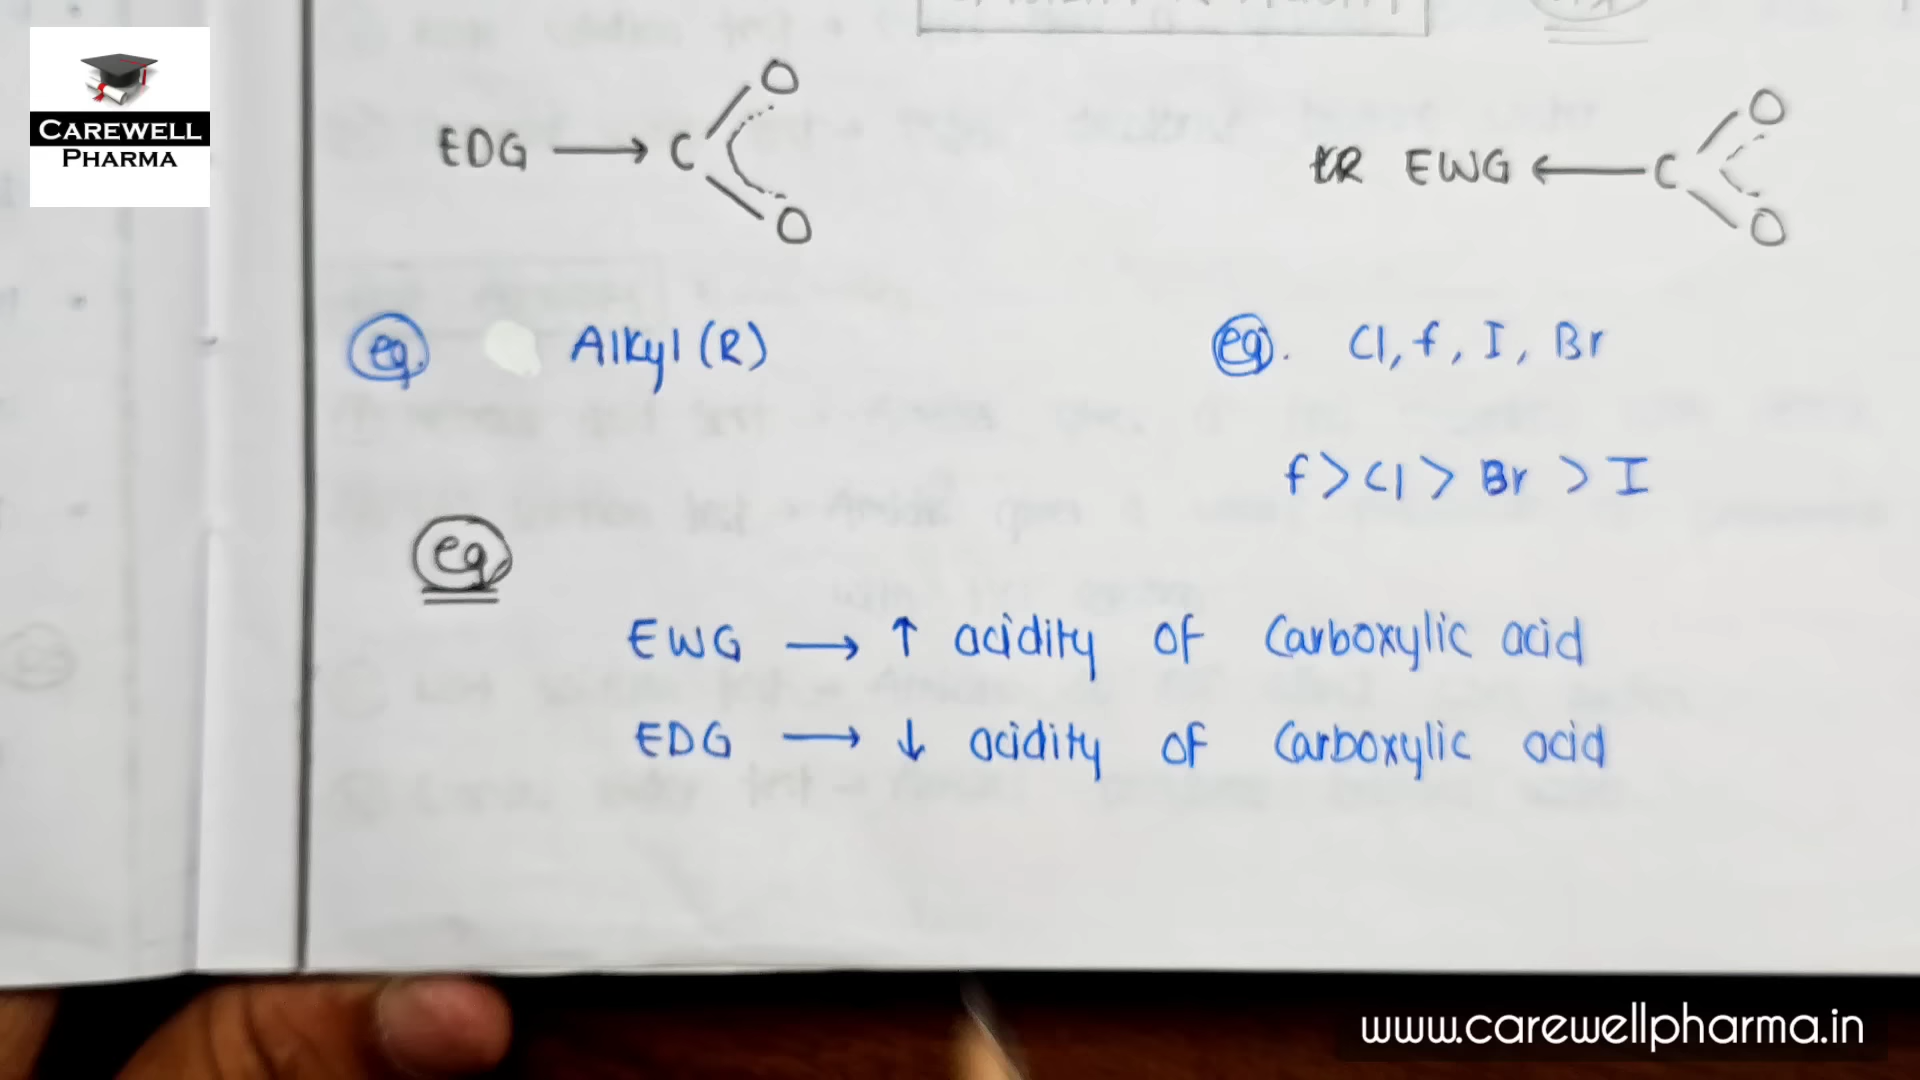 CAREWELL
PHARMA
EDG → C O O
EWG ← C O O
eg. Alkyl (R)
eg. Cl, f, I, Br
f > Cl > Br > I
eg
EWG → ↑ acidity of Carboxylic acid
EDG → ↓ acidity of Carboxylic acid
www.carewellpharma.in